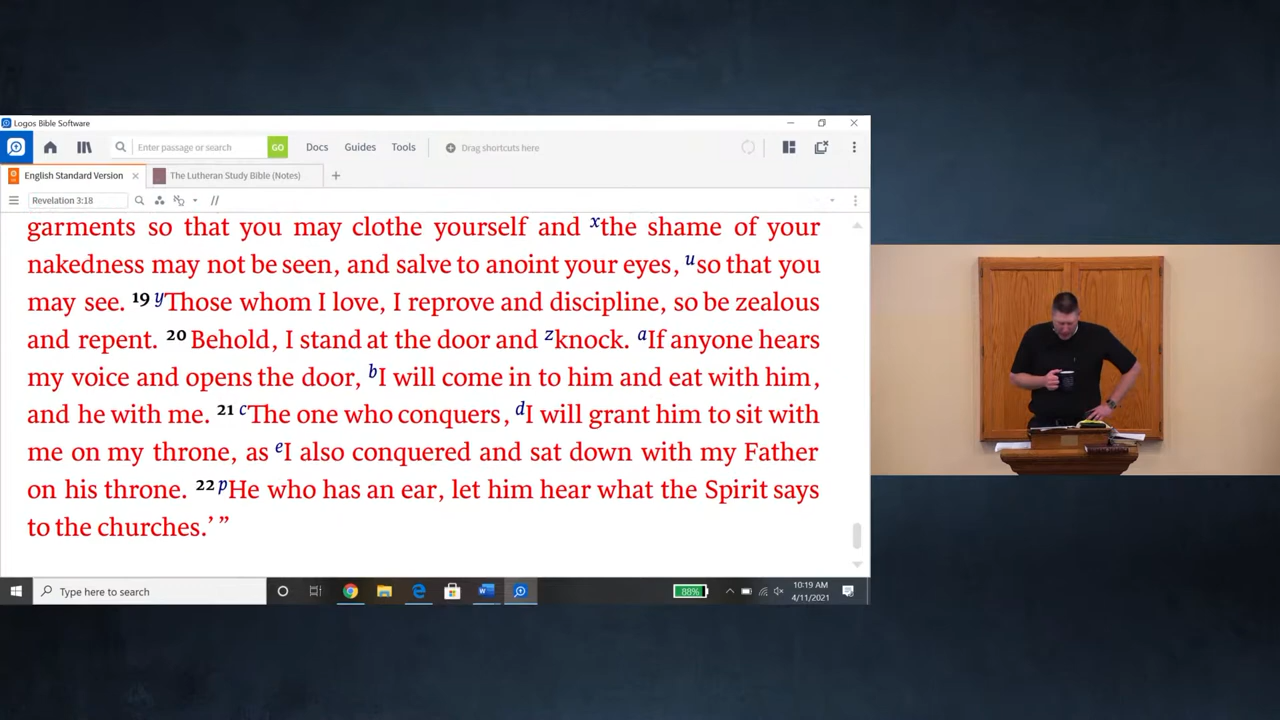 Logos Bible Software
Enter passage or search
GO
Docs
Guides
Tools
Drag shortcuts here
English Standard Version
The Lutheran Study Bible (Notes)
Revelation 3:18
garments so that you may clothe yourself and xthe shame of your
nakedness may not be seen, and salve to anoint your eyes, uso that you
may see. 19 yThose whom I love, I reprove and discipline, so be zealous
and repent. 20 Behold, I stand at the door and zknock. aIf anyone hears
my voice and opens the door, bI will come in to him and eat with him,
and he with me. 21 cThe one who conquers, dI will grant him to sit with
me on my throne, as eI also conquered and sat down with my Father
on his throne. 22 pHe who has an ear, let him hear what the Spirit says
to the churches.’ ”
Type here to search
88%
10:19 AM
4/11/2021